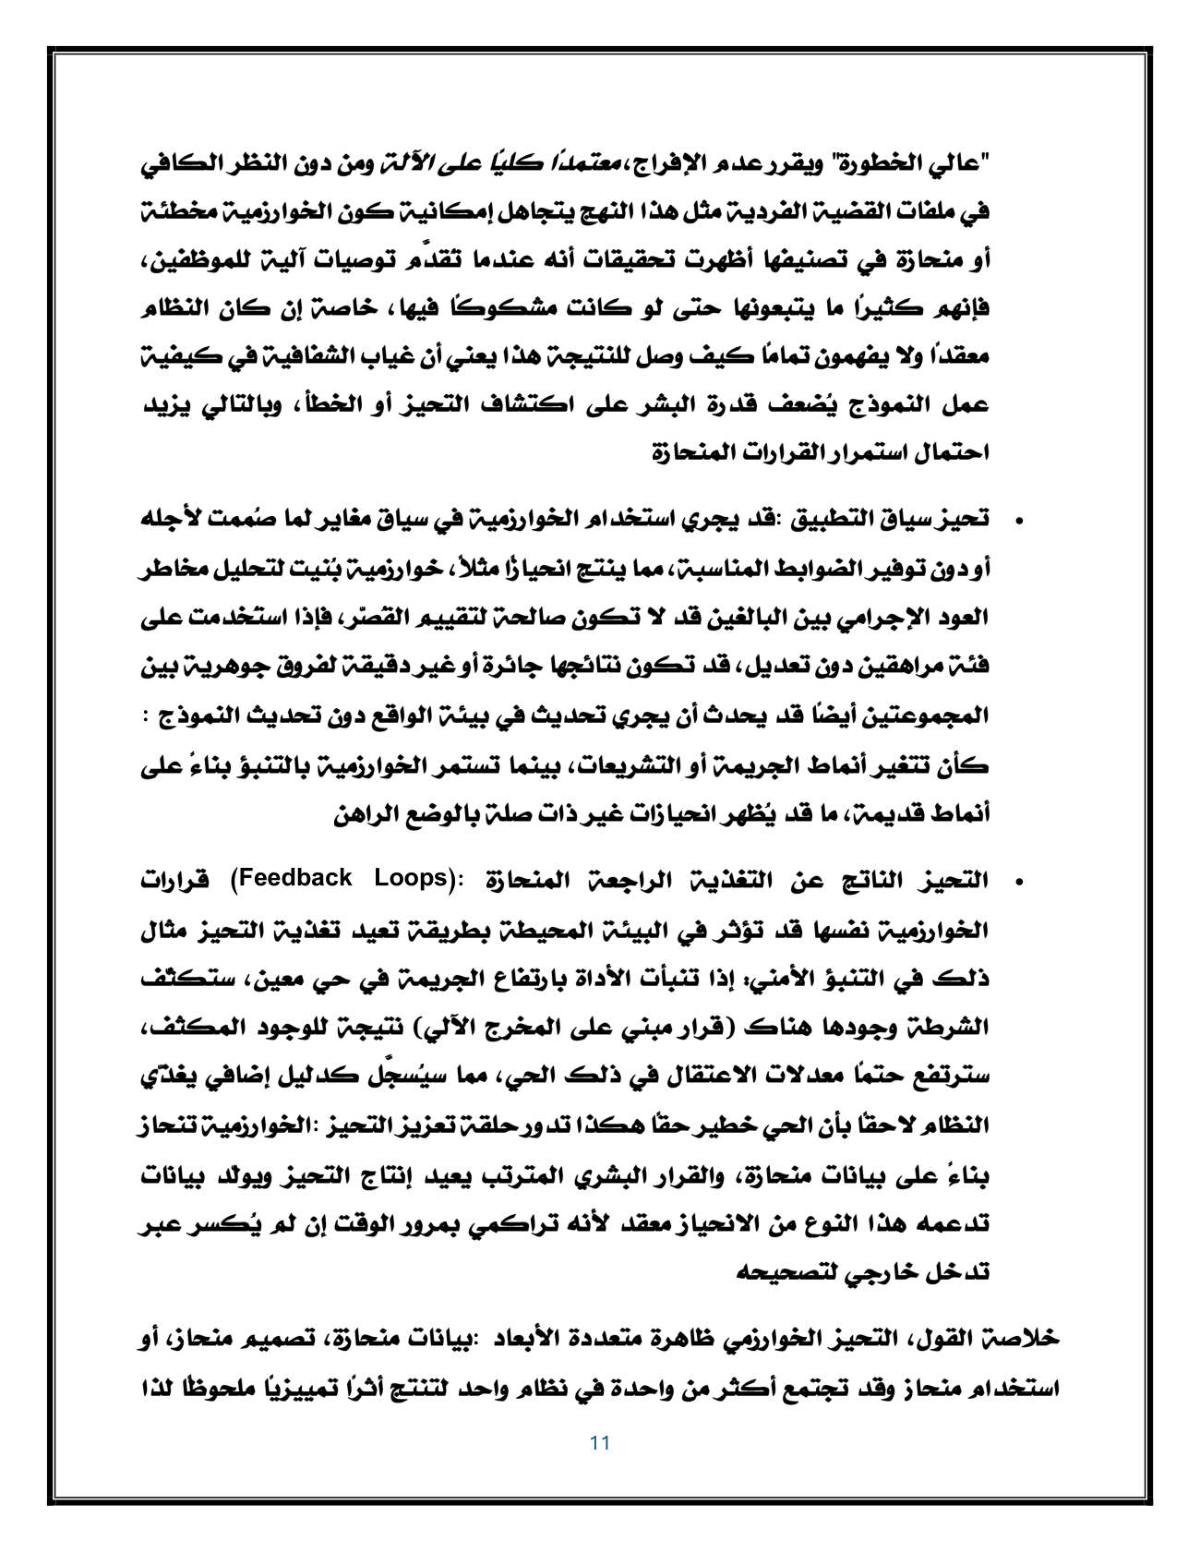 "عالي الخطورة" ويقرر عدم الإفراج، معتمدًا كليًا على الآلة ومن دون النظر الكافي
في ملفات القضية الفردية مثل هذا النهج يتجاهل إمكانية كون الخوارزمية مخطئة
أو منحازة في تصنيفها أظهرت تحقيقات أنه عندما تُقدَّم توصيات آلية للموظفين،
فإنهم كثيرًا ما يتبعونها حتى لو كانت مشكوكًا فيها، خاصة إن كان النظام
معقدًا ولا يفهمون تمامًا كيف وصل للنتيجة هذا يعني أن غياب الشفافية في كيفية
عمل النموذج يُضعف قدرة البشر على اكتشاف التحيز أو الخطأ، وبالتالي يزيد
احتمال استمرار القرارات المنحازة
• تحيز سياق التطبيق :قد يجري استخدام الخوارزمية في سياق مغاير لما صُممت لأجله
أو دون توفير الضوابط المناسبة، مما ينتج انحيازًا مثلاً، خوارزمية بُنيت لتحليل مخاطر
العود الإجرامي بين البالغين قد لا تكون صالحة لتقييم القصّر، فإذا استخدمت على
فئة مراهقين دون تعديل، قد تكون نتائجها جائرة أو غير دقيقة لفروق جوهرية بين
المجموعتين أيضًا قد يحدث أن يجري تحديث في بيئة الواقع دون تحديث النموذج :
كأن تتغير أنماط الجريمة أو التشريعات، بينما تستمر الخوارزمية بالتنبؤ بناءً على
أنماط قديمة، ما قد يُظهر انحيازات غير ذات صلة بالوضع الراهن
• التحيز الناتج عن التغذية الراجعة المنحازة :(Feedback Loops) قرارات
الخوارزمية نفسها قد تؤثر في البيئة المحيطة بطريقة تعيد تغذية التحيز مثال
ذلك في التنبؤ الأمني: إذا تنبأت الأداة بارتفاع الجريمة في حي معين، ستكثّف
الشرطة وجودها هناك (قرار مبني على المخرج الآلي) نتيجة للوجود المكثف،
سترتفع حتمًا معدلات الاعتقال في ذلك الحي، مما سيُسجَّل كدليل إضافي يغذّي
النظام لاحقًا بأن الحي خطير حقًا هكذا تدور حلقة تعزيز التحيز :الخوارزمية تنحاز
بناءً على بيانات منحازة، والقرار البشري المترتب يعيد إنتاج التحيز ويولد بيانات
تدعمه هذا النوع من الانحياز معقد لأنه تراكمي بمرور الوقت إن لم يُكسر عبر
تدخل خارجي لتصحيحه
خلاصة القول، التحيز الخوارزمي ظاهرة متعددة الأبعاد :بيانات منحازة، تصميم منحاز، أو
استخدام منحاز وقد تجتمع أكثر من واحدة في نظام واحد لتنتج أثرًا تمييزيًا ملحوظًا لذا
11